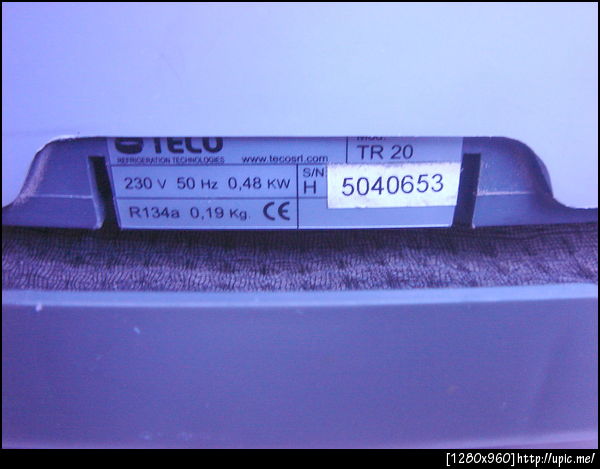 TECO
REFRIGERATION TECHNOLOGIES www.tecosrl.com
Mod.
TR 20
230 V 50 Hz 0,48 KW
S/N
H 5040653
R134a 0,19 Kg. CE
[1280x960]http://upic.me/